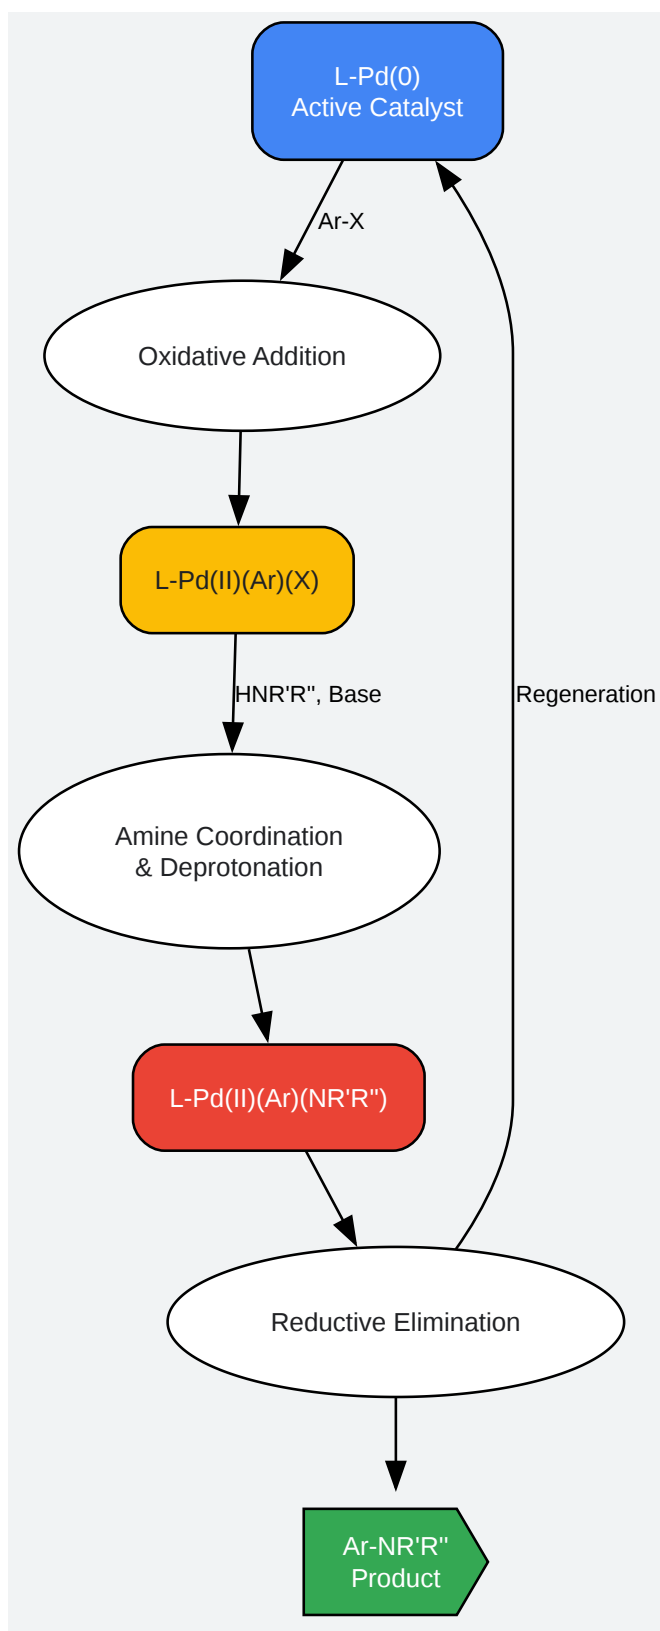 L-Pd(0)
Active Catalyst
Ar-X
Oxidative Addition
L-Pd(II)(Ar)(X)
HNR'R", Base
Regeneration
Amine Coordination
& Deprotonation
L-Pd(II)(Ar)(NR'R")
Reductive Elimination
Ar-NR'R"
Product